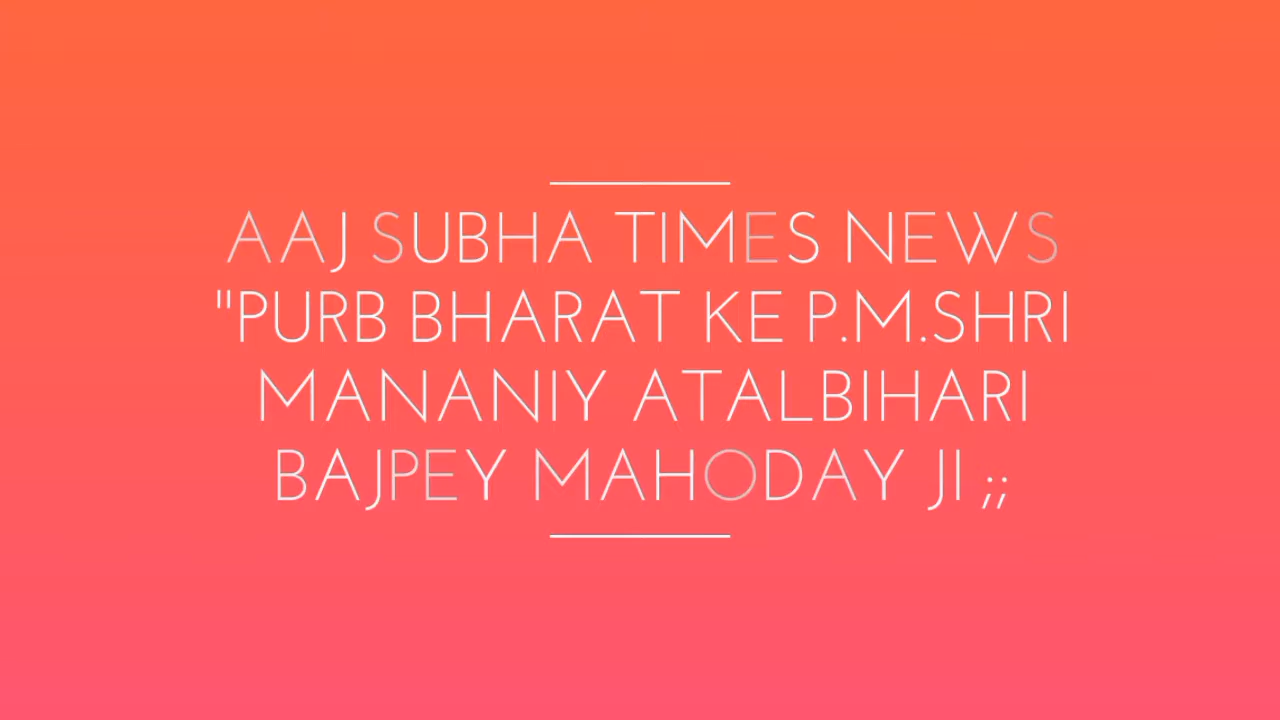 AAJ SUBHA TIMES NEWS
"PURB BHARAT KE P.M.SHRI
MANANIY ATALBIHARI
BAJPEY MAHODAY JI ;;